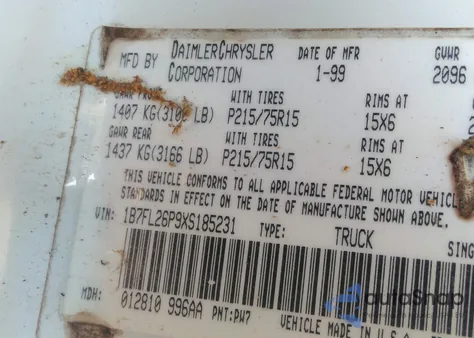 MFD BY DAIMLERCHRYSLER CORPORATION DATE OF MFR 1-99 GVWR 2096
WITH TIRES RIMS AT
1407 KG( LB) P215/75R15 15X6
GAWR REAR WITH TIRES RIMS AT
1437 KG(3166 LB) P215/75R15 15X6
THIS VEHICLE CONFORMS TO ALL APPLICABLE FEDERAL MOTOR VEHICL
STANDARDS IN EFFECT ON THE DATE OF MANUFACTURE SHOWN ABOVE.
VIN: 1B7FL26P9XS185231 TYPE: TRUCK SING
MDH: 012810 996AA PNT:PW7 VEHICLE MADE IN U.S.A
autoSnap